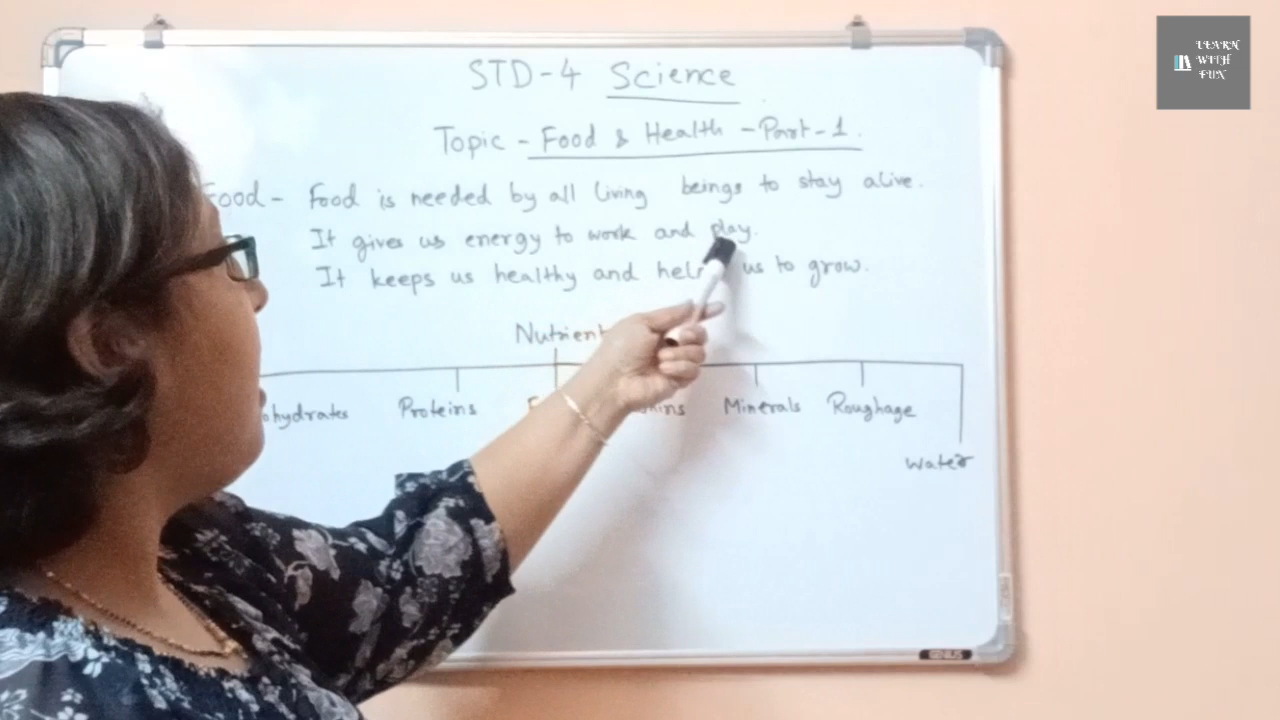 STD-4 Science
Topic - Food & Health - Part-1.
Food - Food is needed by all living beings to stay alive.
It gives us energy to work and play.
It keeps us healthy and us to grow.
Proteins Minerals Roughage
Water
GENIUS
LEARN
WITH
FUN